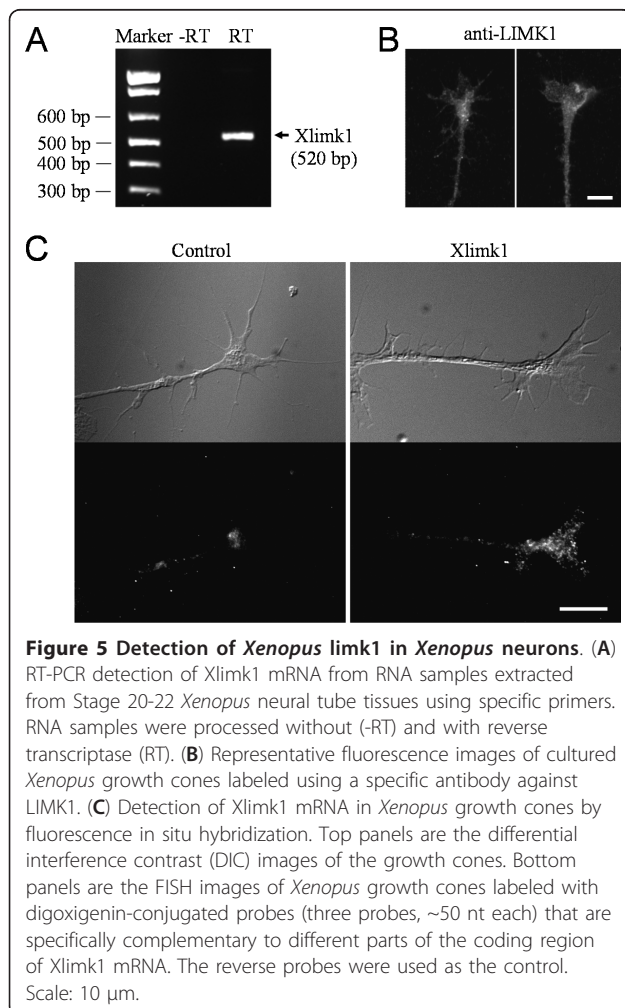 A
Marker -RT RT
600 bp
500 bp
400 bp
300 bp
Xlimk1
(520 bp)
B
anti-LIMK1
C
Control
Xlimk1
Figure 5 Detection of Xenopus limk1 in Xenopus neurons. (A)
RT-PCR detection of Xlimk1 mRNA from RNA samples extracted
from Stage 20-22 Xenopus neural tube tissues using specific primers.
RNA samples were processed without (-RT) and with reverse
transcriptase (RT). (B) Representative fluorescence images of cultured
Xenopus growth cones labeled using a specific antibody against
LIMK1. (C) Detection of Xlimk1 mRNA in Xenopus growth cones by
fluorescence in situ hybridization. Top panels are the differential
interference contrast (DIC) images of the growth cones. Bottom
panels are the FISH images of Xenopus growth cones labeled with
digoxigenin-conjugated probes (three probes, ~50 nt each) that are
specifically complementary to different parts of the coding region
of Xlimk1 mRNA. The reverse probes were used as the control.
Scale: 10 μm.